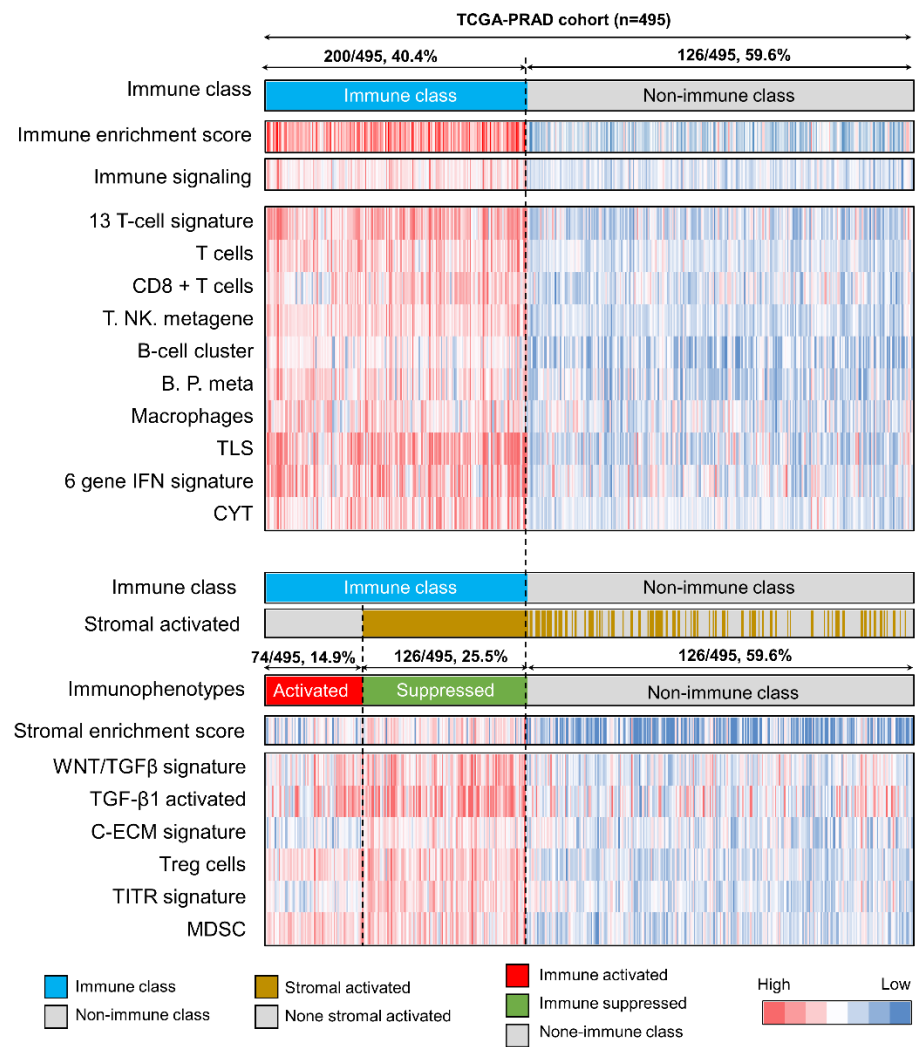 TCGA-PRAD cohort (n=495)
200/495, 40.4% 126/495, 59.6%
Immune class Immune class Non-immune class
Immune enrichment score
Immune signaling
13 T-cell signature
T cells
CD8 + T cells
T. NK. metagene
B-cell cluster
B. P. meta
Macrophages
TLS
6 gene IFN signature
CYT
Immune class Immune class Non-immune class
Stromal activated
74/495, 14.9% 126/495, 25.5% 126/495, 59.6%
Immunophenotypes Activated Suppressed Non-immune class
Stromal enrichment score
WNT/TGFβ signature
TGF-β1 activated
C-ECM signature
Treg cells
TITR signature
MDSC
Immune class Stromal activated Immune activated High Low
Non-immune class None stromal activated Immune suppressed
None-immune class